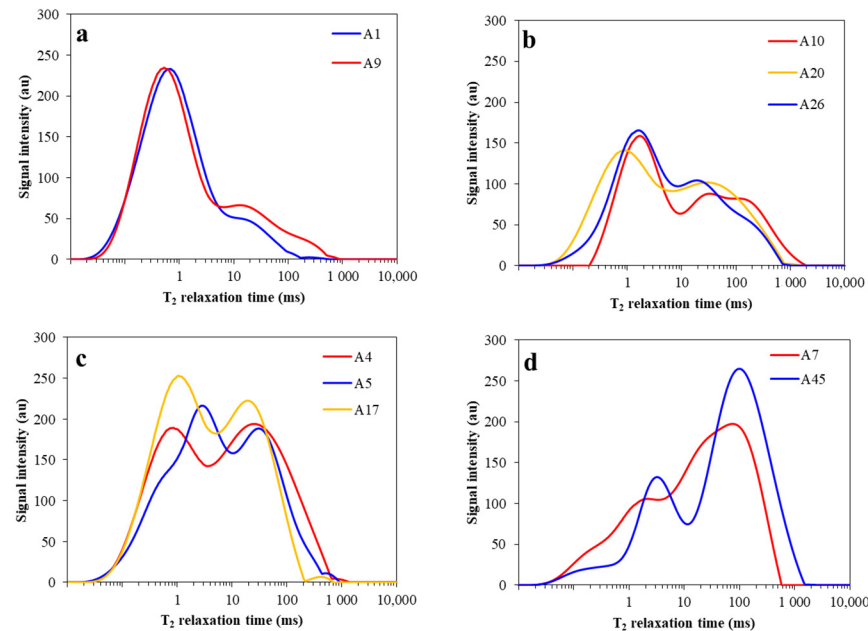 a
A1
A9
300
250
200
150
100
50
0
Signal intensity (au)
1 10 100 1 000 10,000
T₂ relaxation time (ms)
b
A10
A20
A26
300
250
200
150
100
50
0
Signal intensity (au)
1 10 100 1 000 10,000
T₂ relaxation time (ms)
c
A4
A5
A17
300
250
200
150
100
50
0
Signal intensity (au)
1 10 100 1 000 10,000
T₂ relaxation time (ms)
d
A7
A45
300
250
200
150
100
50
0
Signal intensity (au)
1 10 100 1 000 10,000
T₂ relaxation time (ms)